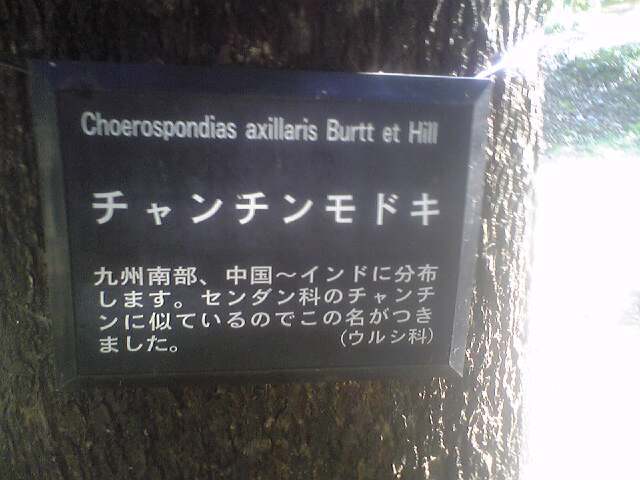 Choerospondias axillaris Burtt et Hill
チャンチンモドキ
九州南部、中国～インドに分布
します。センダン科のチャンチ
ンに似ているのでこの名がつき
ました。 (ウルシ科)